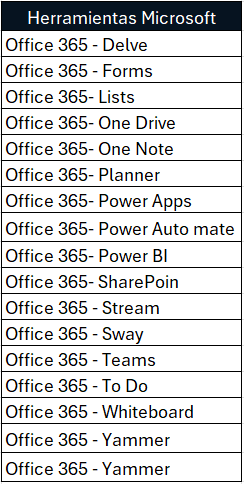 Herramientas Microsoft
Office 365 - Delve
Office 365 - Forms
Office 365- Lists
Office 365- One Drive
Office 365- One Note
Office 365- Planner
Office 365- Power Apps
Office 365- Power Auto mate
Office 365- Power BI
Office 365- SharePoin
Office 365 - Stream
Office 365 - Sway
Office 365 - Teams
Office 365 - To Do
Office 365 - Whiteboard
Office 365 - Yammer
Office 365 - Yammer